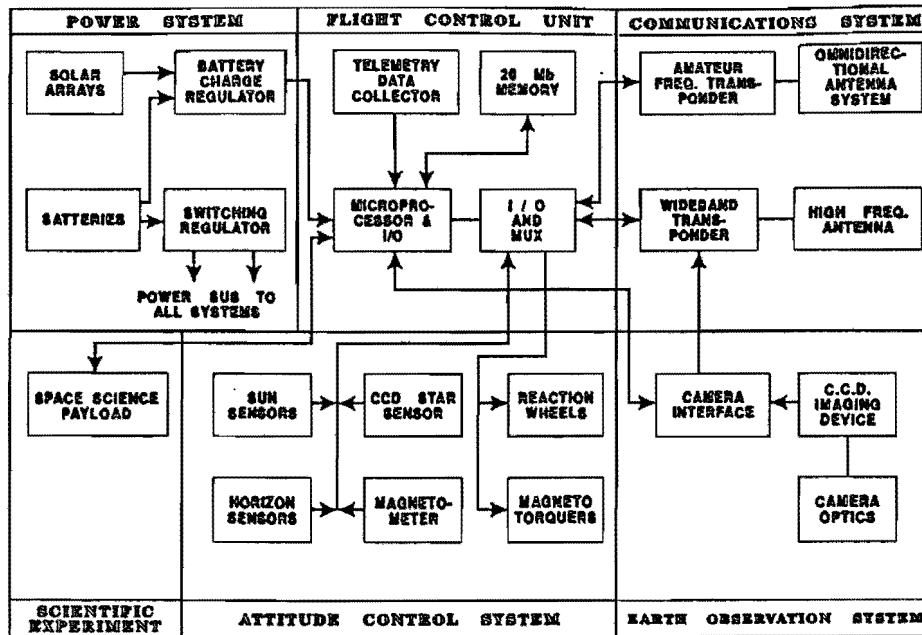 POWER SYSTEM
FLIGHT CONTROL UNIT
COMMUNICATIONS SYSTEM
SOLAR
ARRAYS
BATTERY
CHARGE
REGULATOR
TELEMETRY
DATA
COLLECTOR
20 Mb
MEMORY
AMATEUR
FREQ. TRANS-
PONDER
OMNIDIREC-
TIONAL
ANTENNA
SYSTEM
BATTERIES
SWITCHING
REGULATOR
MICROPRO-
CESSOR &
I/O
I / O
AND
MUX
WIDEBAND
TRANS-
PONDER
HIGH FREQ.
ANTENNA
POWER BUS TO
ALL SYSTEMS
SPACE SCIENCE
PAYLOAD
SUN
SENSORS
CCD STAR
SENSOR
REACTION
WHEELS
CAMERA
INTERFACE
C.C.D.
IMAGING
DEVICE
HORIZON
SENSORS
MAGNETO-
METER
MAGNETO
TORQUERS
CAMERA
OPTICS
SCIENTIFIC
EXPERIMENT
ATTITUDE CONTROL SYSTEM
EARTH OBSERVATION SYSTEM